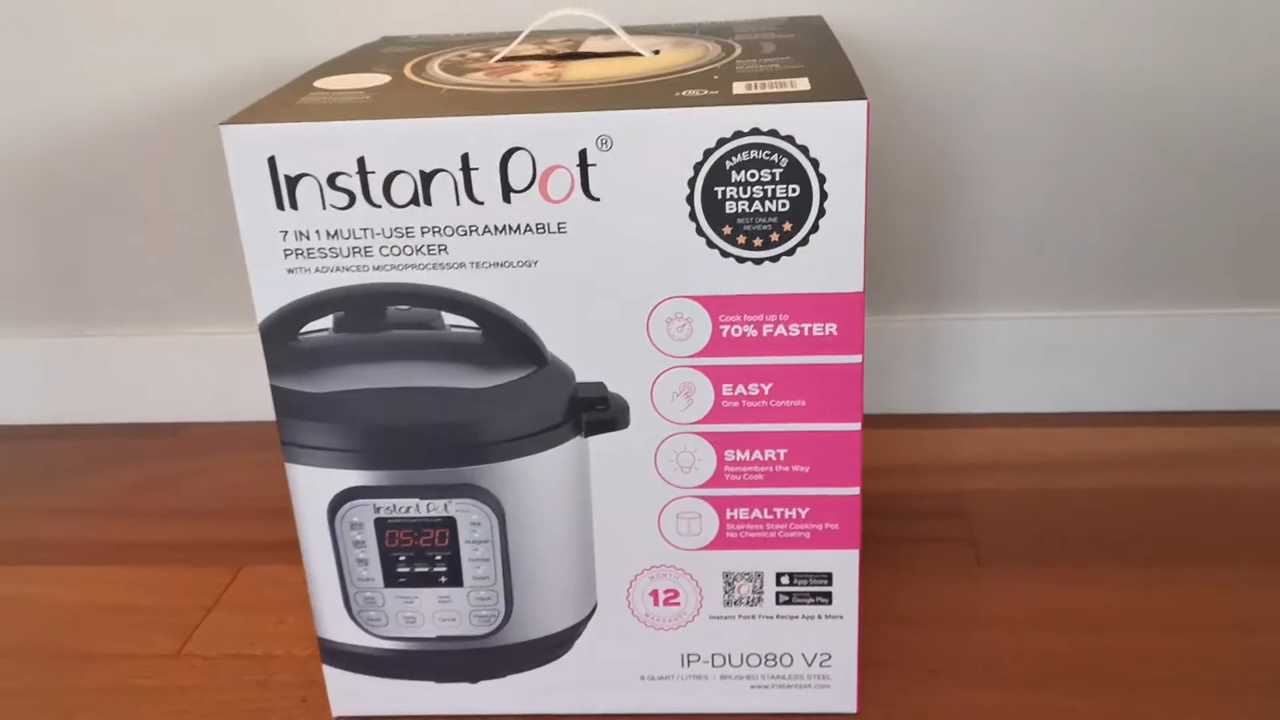 Instant Pot®
7 IN 1 MULTI-USE PROGRAMMABLE
PRESSURE COOKER
WITH ADVANCED MICROPROCESSOR TECHNOLOGY
AMERICA'S
MOST
TRUSTED
BRAND
BEST ONLINE
REVIEWS
Cook food up to
70% FASTER
EASY
One Touch Controls
SMART
Remembers the Way
You Cook
HEALTHY
Stainless Steel Cooking Pot
No Chemical Coating
Instant Pot
05:20
MONTH
12
WARRANTY
App Store
Google Play
Instant Pot® Free Recipe App & More
IP-DUO80 V2
8 QUART / LITRES | BRUSHED STAINLESS STEEL
www.instantpot.com